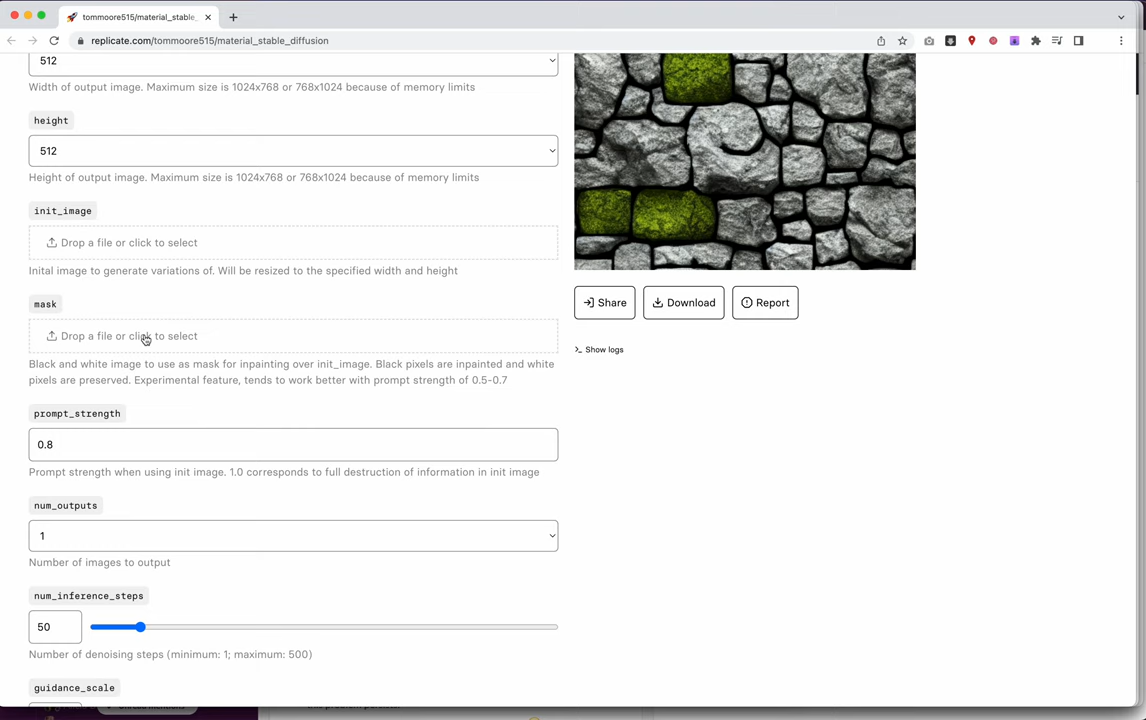 tommoore515/material_stable_
replicate.com/tommoore515/material_stable_diffusion
512
Width of output image. Maximum size is 1024x768 or 768x1024 because of memory limits
height
512
Height of output image. Maximum size is 1024x768 or 768x1024 because of memory limits
init_image
Drop a file or click to select
Inital image to generate variations of. Will be resized to the specified width and height
mask
Drop a file or click to select
Black and white image to use as mask for inpainting over init_image. Black pixels are inpainted and white
pixels are preserved. Experimental feature, tends to work better with prompt strength of 0.5-0.7
prompt_strength
0.8
Prompt strength when using init image. 1.0 corresponds to full destruction of information in init image
num_outputs
1
Number of images to output
num_inference_steps
50
Number of denoising steps (minimum: 1; maximum: 500)
guidance_scale
Share
Download
Report
Show logs